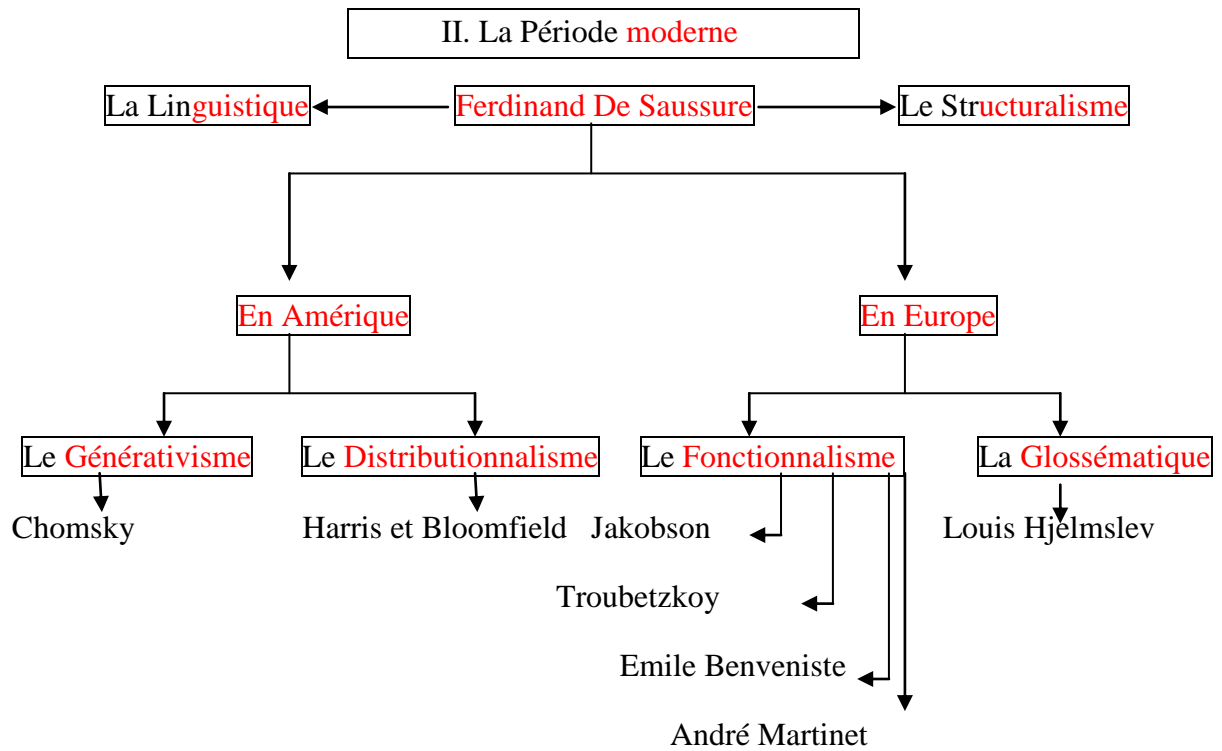 II. La Période moderne
La Linguistique
Ferdinand De Saussure
Le Structuralisme
En Amérique
En Europe
Le Générativisme
Le Distributionnalisme
Le Fonctionnalisme
La Glossématique
Chomsky
Harris et Bloomfield
Jakobson
Louis Hjelmslev
Troubetzkoy
Emile Benveniste
André Martinet